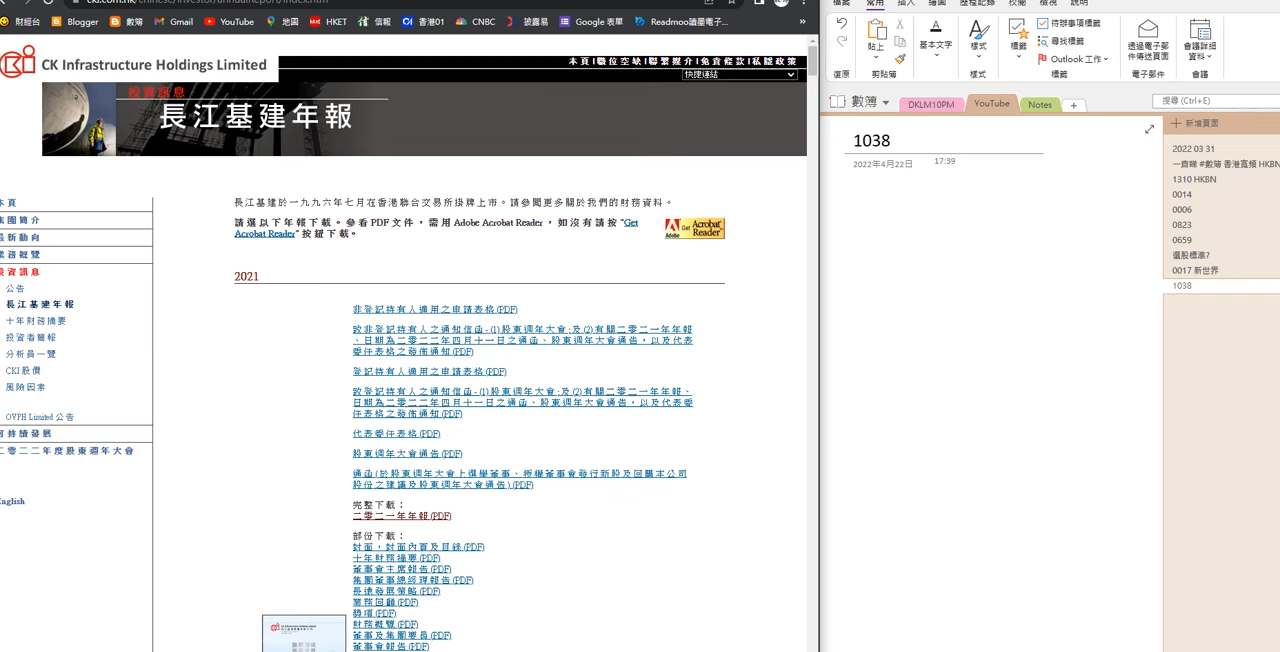 財經台 Blogger 數簿 Gmail YouTube 地圖 HKET 信報 香港01 CNBC 披露易 Google 表單 Readmoo讀墨電子... »
CK Infrastructure Holdings Limited
本頁|職位空缺|聯繫媒介|免責條款|私隱政策
快捷連結
投資訊息
長江基建年報
本頁
集團簡介
最新動向
業務概覽
投資訊息
公告
長江基建年報
十年財務摘要
投資者簡報
分析員一覽
CKI股價
風險因素
OVPH Limited 公告
可持續發展
二零二二年度股東週年大會
English
長江基建於一九九六年七月在香港聯合交易所掛牌上市。請參閱更多關於我們的財務資料。
請選以下年報下載。參看PDF文件，需用Adobe Acrobat Reader，如沒有請按"Get
Acrobat Reader"按鈕下載。
Adobe Get Acrobat Reader
2021
非登記持有人適用之申請表格(PDF)
致非登記持有人之通知信函-(1)股東週年大會;及(2)有關二零二一年年報
、日期為二零二二年四月十一日之通函、股東週年大會通告，以及代表
委任表格之發佈通知(PDF)
登記持有人適用之申請表格(PDF)
致登記持有人之通知信函-(1)股東週年大會;及(2)有關二零二一年年報、
日期為二零二二年四月十一日之通函、股東週年大會通告，以及代表委
任表格之發佈通知(PDF)
代表委任表格(PDF)
股東週年大會通告(PDF)
通函(於股東週年大會上選舉董事、授權董事會發行新股及回購本公司
股份之建議及股東週年大會通告)(PDF)
完整下載：
二零二一年年報(PDF)
部份下載：
封面，封面內頁及目錄(PDF)
十年財務摘要(PDF)
董事會主席報告(PDF)
集團董事總經理報告(PDF)
長遠發展策略(PDF)
業務回顧(PDF)
獎項(PDF)
財務概覽(PDF)
董事及集團要員(PDF)
董事會報告(PDF)
檔案 常用 插入 繪圖 歷程記錄 校閱 檢視 說明
復原
貼上
剪貼簿
基本文字
樣式
樣式
標籤
待辦事項標籤
尋找標籤
Outlook 工作
標籤
透過電子郵
件傳送頁面
電子郵件
會議詳細
資料
會議
數簿 DKLM10PM YouTube Notes +
搜尋 (Ctrl+E)
1038
2022年4月22日 17:39
新增頁面
2022 03 31
一齊睇 #數簿 香港寬頻 HKBN
1310 HKBN
0014
0006
0823
0659
選股標準?
0017 新世界
1038